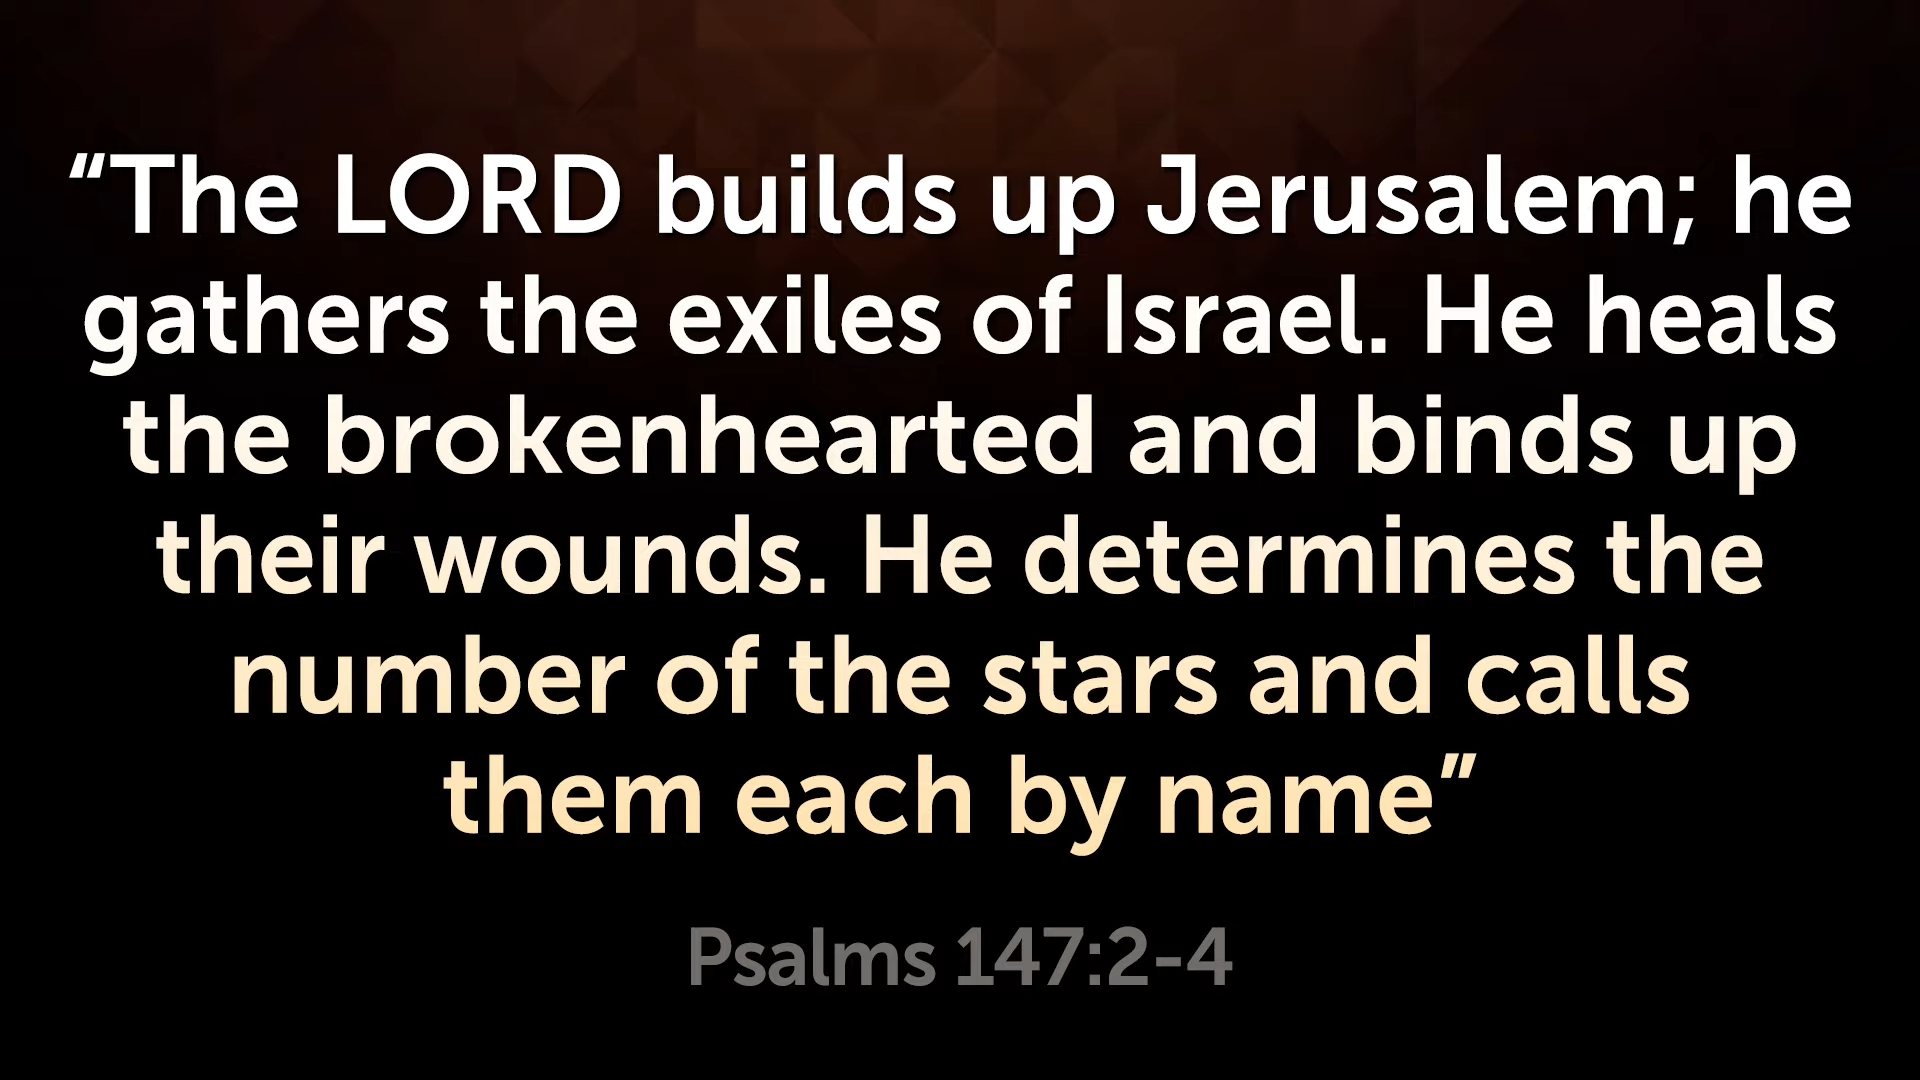 “The LORD builds up Jerusalem; he
gathers the exiles of Israel. He heals
the brokenhearted and binds up
their wounds. He determines the
number of the stars and calls
them each by name”
Psalms 147:2-4